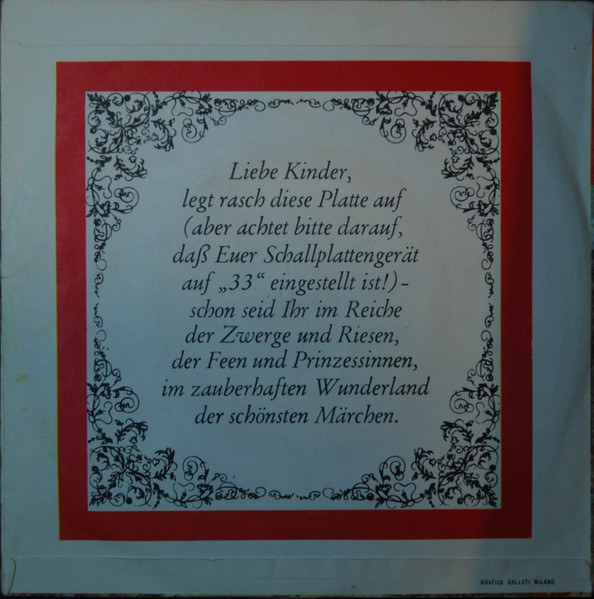 Liebe Kinder,
legt rasch diese Platte auf
(aber achtet bitte darauf,
daß Euer Schallplattengerät
auf „33“ eingestellt ist!) –
schon seid Ihr im Reiche
der Zwerge und Riesen,
der Feen und Prinzessinnen,
im zauberhaften Wunderland
der schönsten Märchen.
GRAFICA GALLATI MILANO